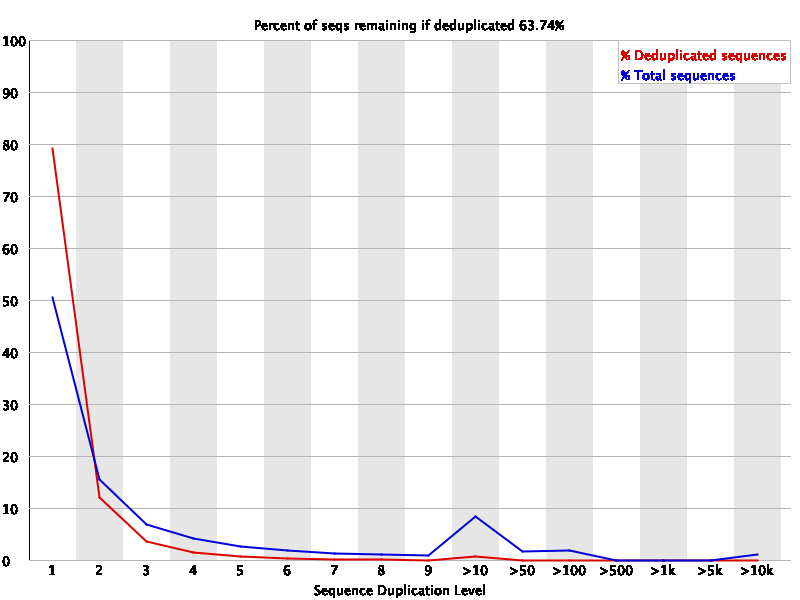 Percent of seqs remaining if deduplicated 63.74%
% Deduplicated sequences
% Total sequences
100
90
80
70
60
50
40
30
20
10
0
1 2 3 4 5 6 7 8 9 >10 >50 >100 >500 >1k >5k >10k
Sequence Duplication Level